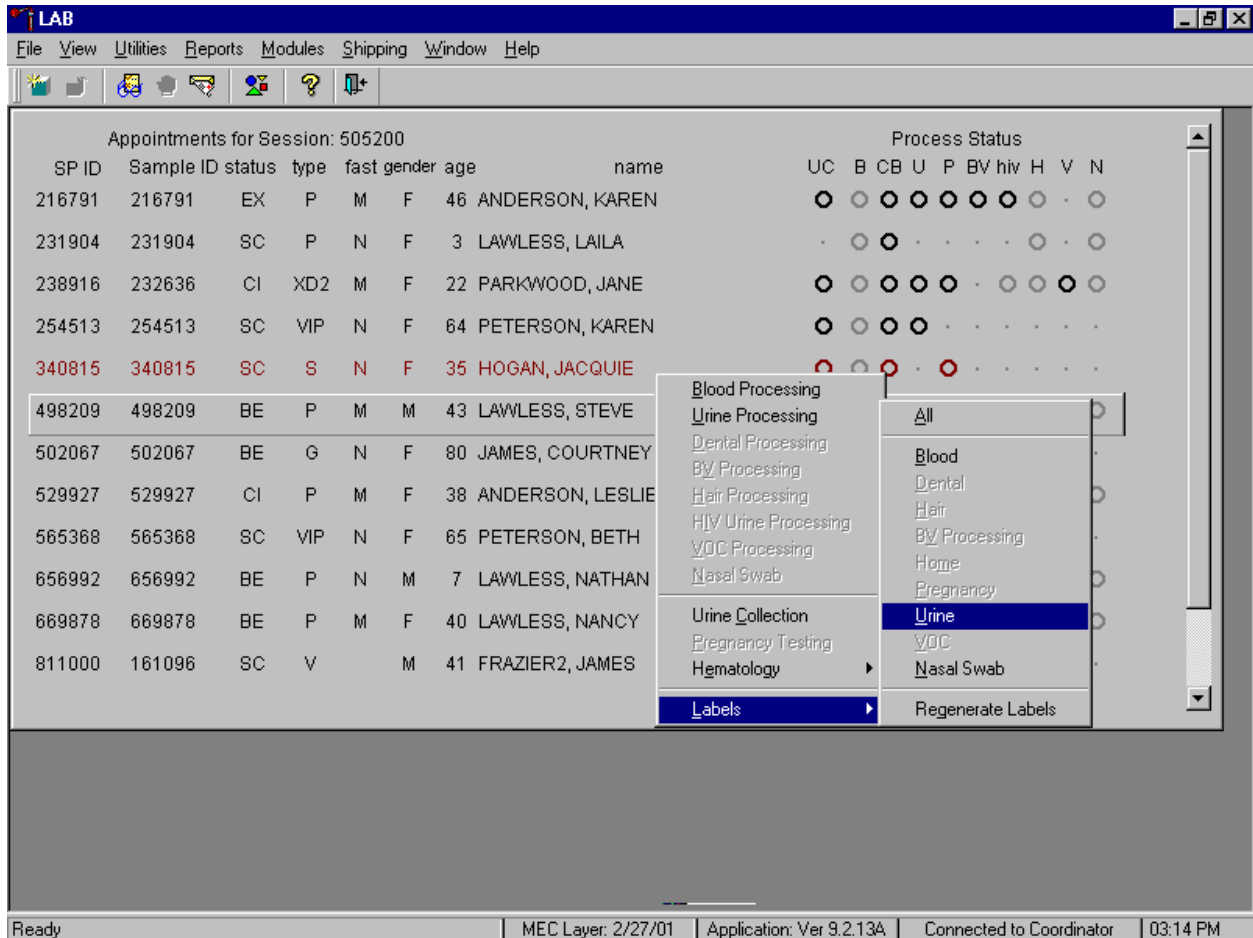 LAB
File View Utilities Reports Modules Shipping Window Help
Appointments for Session: 505200 Process Status
SP ID Sample ID status type fast gender age name UC B CB U P BV hiv H V N
216791 216791 EX P M F 46 ANDERSON, KAREN
231904 231904 SC P N F 3 LAWLESS, LAILA
238916 232636 CI XD2 M F 22 PARKWOOD, JANE
254513 254513 SC VIP N F 64 PETERSON, KAREN
340815 340815 SC S N F 35 HOGAN, JACQUIE
498209 498209 BE P M M 43 LAWLESS, STEVE
502067 502067 BE G N F 80 JAMES, COURTNEY
529927 529927 CI P M F 38 ANDERSON, LESLIE
565368 565368 SC VIP N F 65 PETERSON, BETH
656992 656992 BE P N M 7 LAWLESS, NATHAN
669878 669878 BE P M F 40 LAWLESS, NANCY
811000 161096 SC V M 41 FRAZIER2, JAMES
Blood Processing
Urine Processing
Dental Processing
BV Processing
Hair Processing
HIV Urine Processing
VOC Processing
Nasal Swab
Urine Collection
Pregnancy Testing
Hematology
Labels
All
Blood
Dental
Hair
BV Processing
Home
Pregnancy
Urine
VOC
Nasal Swab
Regenerate Labels
Ready MEC Layer: 2/27/01 Application: Ver 9.2.13A Connected to Coordinator 03:14 PM